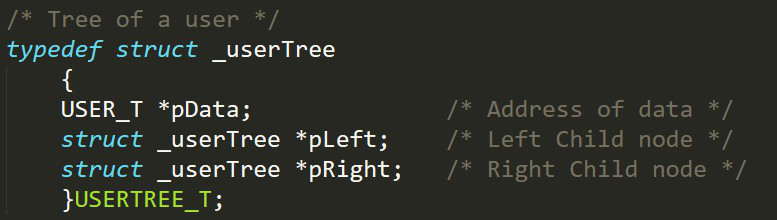 /* Tree of a user */
typedef struct _userTree
{
USER_T *pData; /* Address of data */
struct _userTree *pLeft; /* Left Child node */
struct _userTree *pRight; /* Right Child node */
}USERTREE_T;